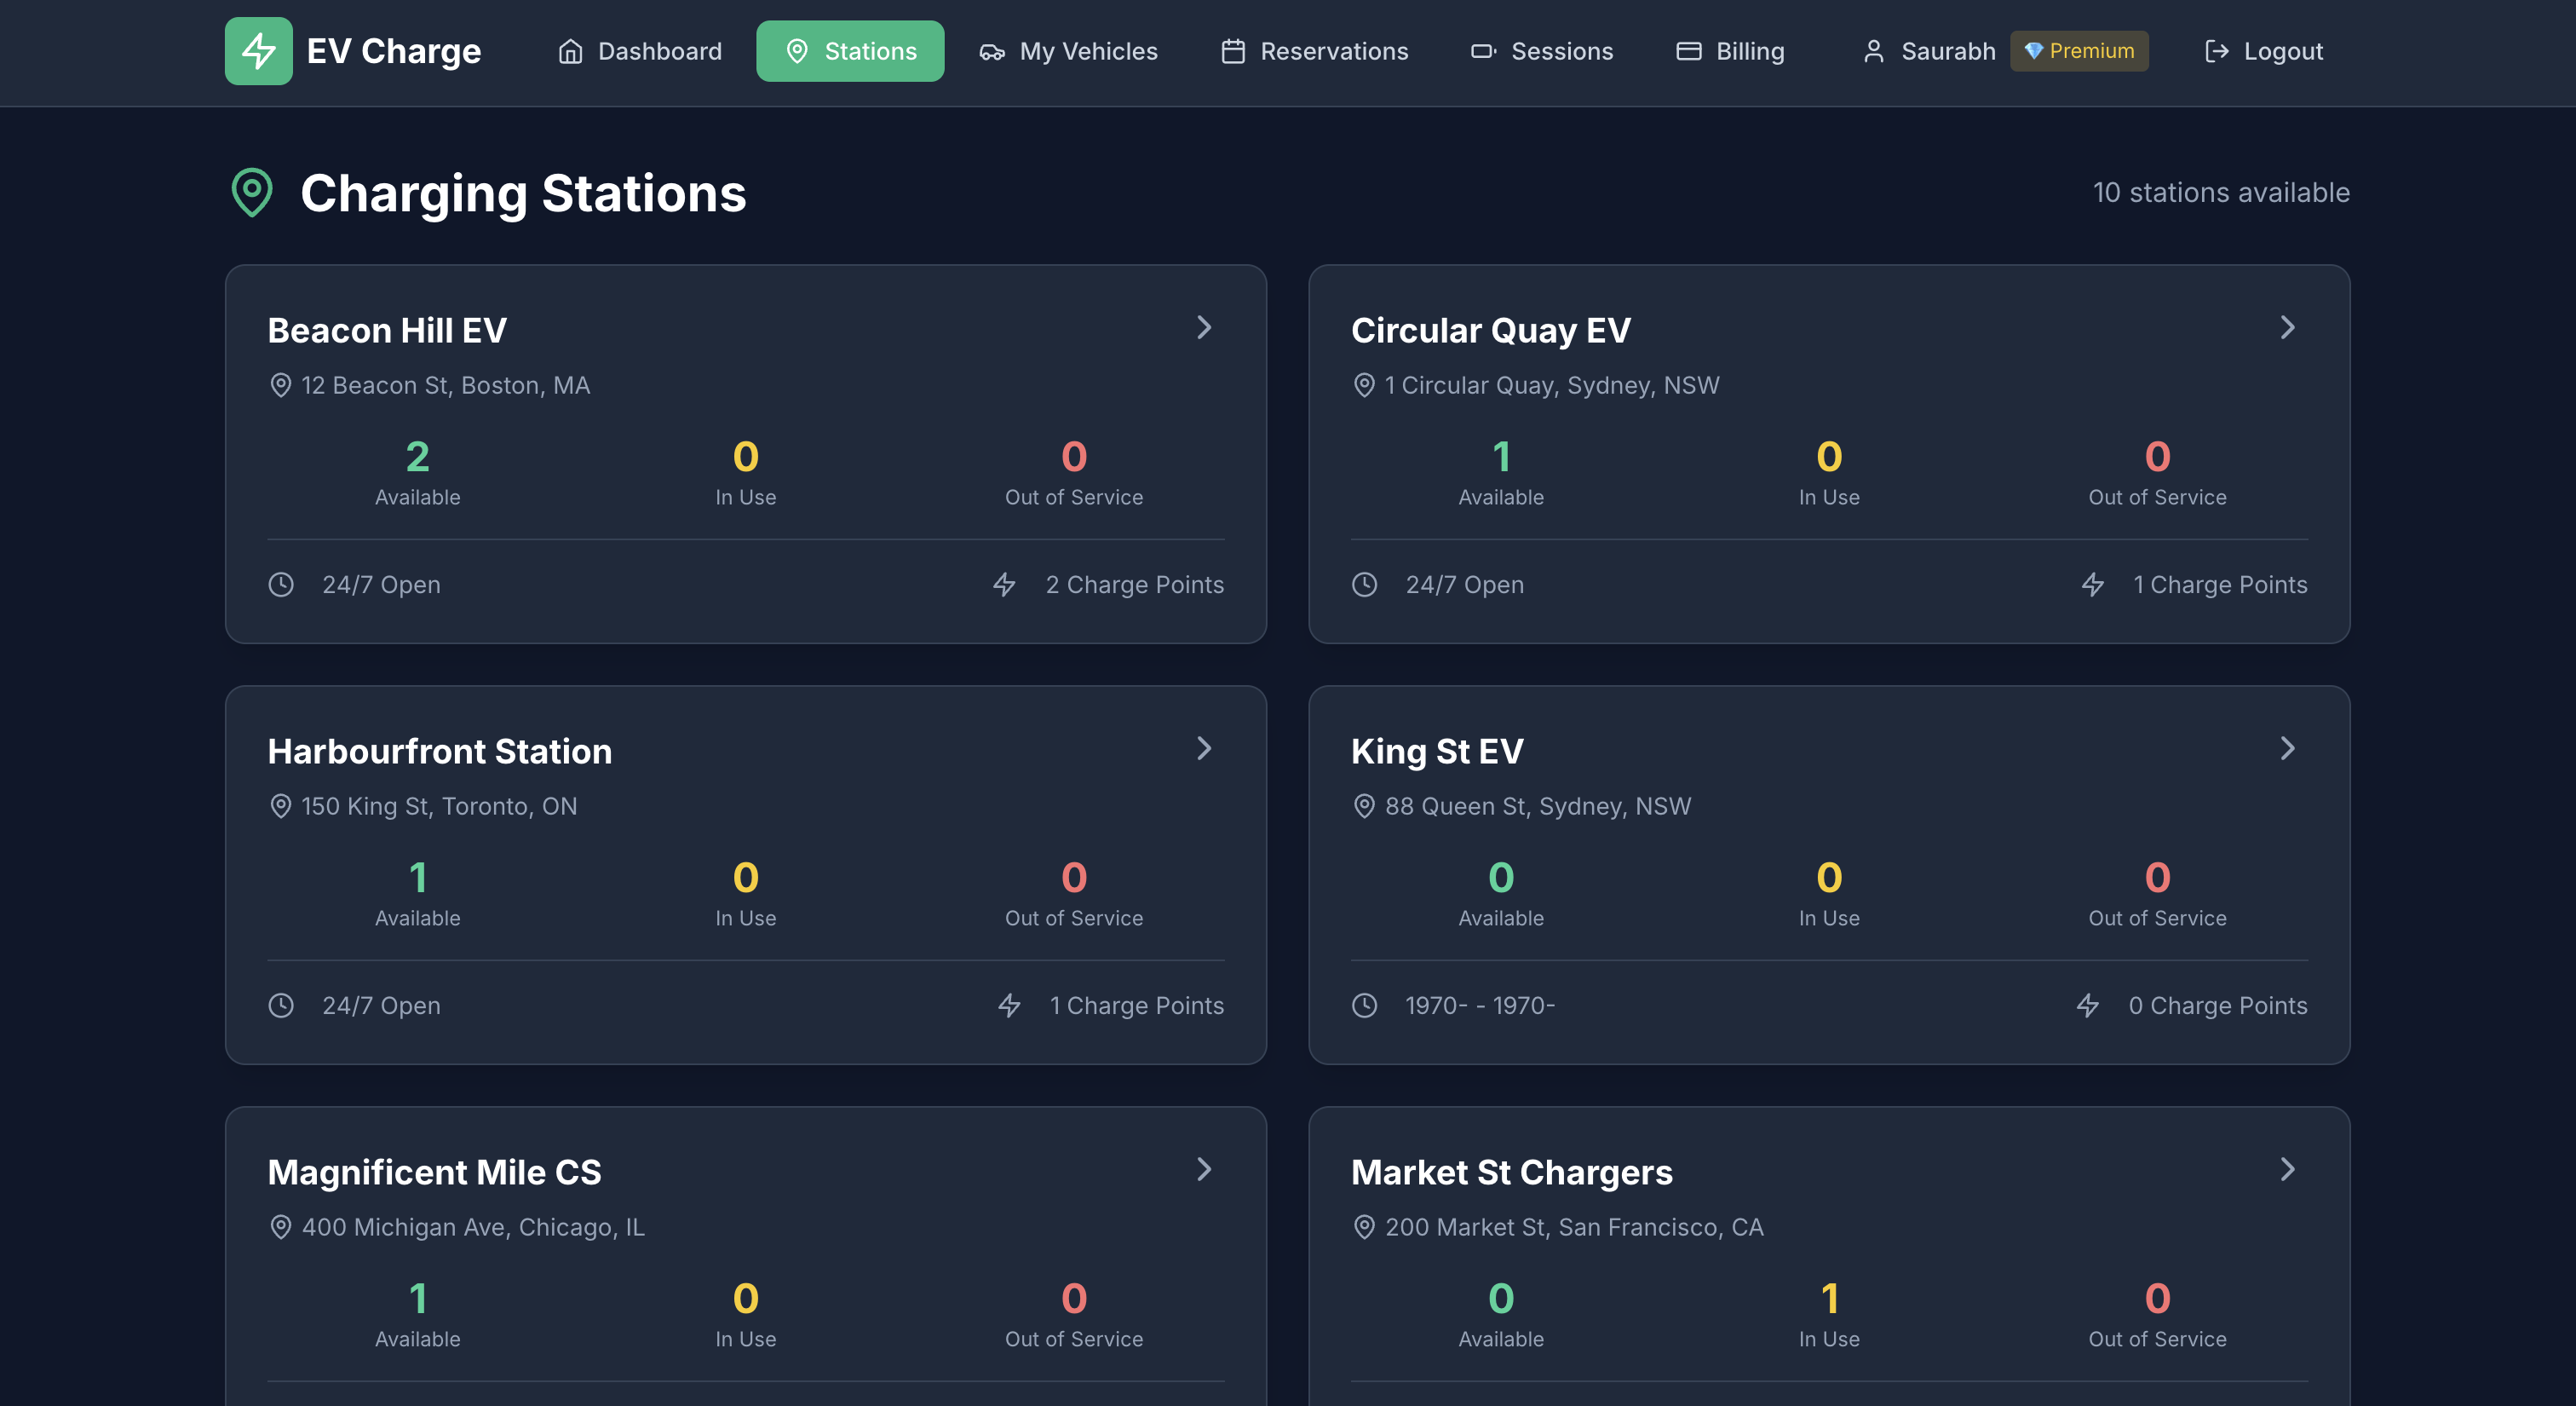 EV Charge
Dashboard
Stations
My Vehicles
Reservations
Sessions
Billing
Saurabh
💎 Premium
Logout
Charging Stations
10 stations available
Beacon Hill EV
12 Beacon St, Boston, MA
2
Available
0
In Use
0
Out of Service
24/7 Open
2 Charge Points
Circular Quay EV
1 Circular Quay, Sydney, NSW
1
Available
0
In Use
0
Out of Service
24/7 Open
1 Charge Points
Harbourfront Station
150 King St, Toronto, ON
1
Available
0
In Use
0
Out of Service
24/7 Open
1 Charge Points
King St EV
88 Queen St, Sydney, NSW
0
Available
0
In Use
0
Out of Service
1970- - 1970-
0 Charge Points
Magnificent Mile CS
400 Michigan Ave, Chicago, IL
1
Available
0
In Use
0
Out of Service
Market St Chargers
200 Market St, San Francisco, CA
0
Available
1
In Use
0
Out of Service